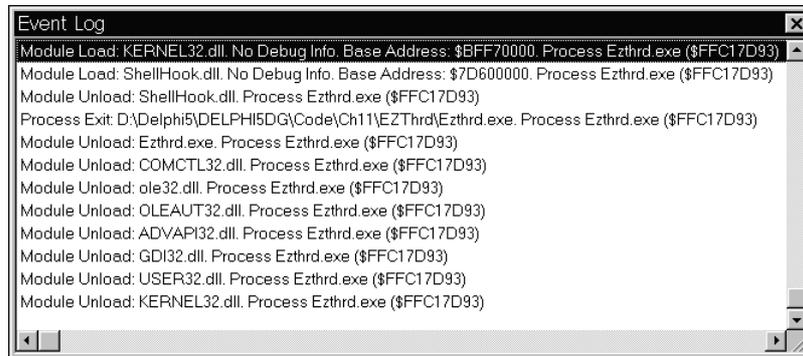 Event Log
Module Load: KERNEL32.dll. No Debug Info. Base Address: $BFF70000. Process Ezthrd.exe ($FFC17D93)
Module Load: ShellHook.dll. No Debug Info. Base Address: $7D600000. Process Ezthrd.exe ($FFC17D93)
Module Unload: ShellHook.dll. Process Ezthrd.exe ($FFC17D93)
Process Exit: D:\Delphi5\DELPHI5DG\Code\Ch11\EZThrd\Ezthrd.exe. Process Ezthrd.exe ($FFC17D93)
Module Unload: Ezthrd.exe. Process Ezthrd.exe ($FFC17D93)
Module Unload: COMCTL32.dll. Process Ezthrd.exe ($FFC17D93)
Module Unload: ole32.dll. Process Ezthrd.exe ($FFC17D93)
Module Unload: OLEAUT32.dll. Process Ezthrd.exe ($FFC17D93)
Module Unload: ADVAPI32.dll. Process Ezthrd.exe ($FFC17D93)
Module Unload: GDI32.dll. Process Ezthrd.exe ($FFC17D93)
Module Unload: USER32.dll. Process Ezthrd.exe ($FFC17D93)
Module Unload: KERNEL32.dll. Process Ezthrd.exe ($FFC17D93)